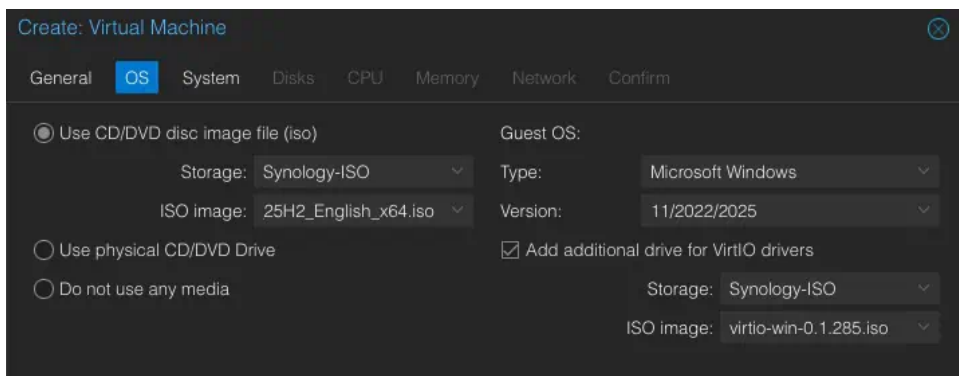 Create: Virtual Machine
General OS System Disks CPU Memory Network Confirm
Use CD/DVD disc image file (iso)
Storage: Synology-ISO
ISO image: 25H2_English_x64.iso
Use physical CD/DVD Drive
Do not use any media
Guest OS:
Type: Microsoft Windows
Version: 11/2022/2025
Add additional drive for VirtIO drivers
Storage: Synology-ISO
ISO image: virtio-win-0.1.285.iso